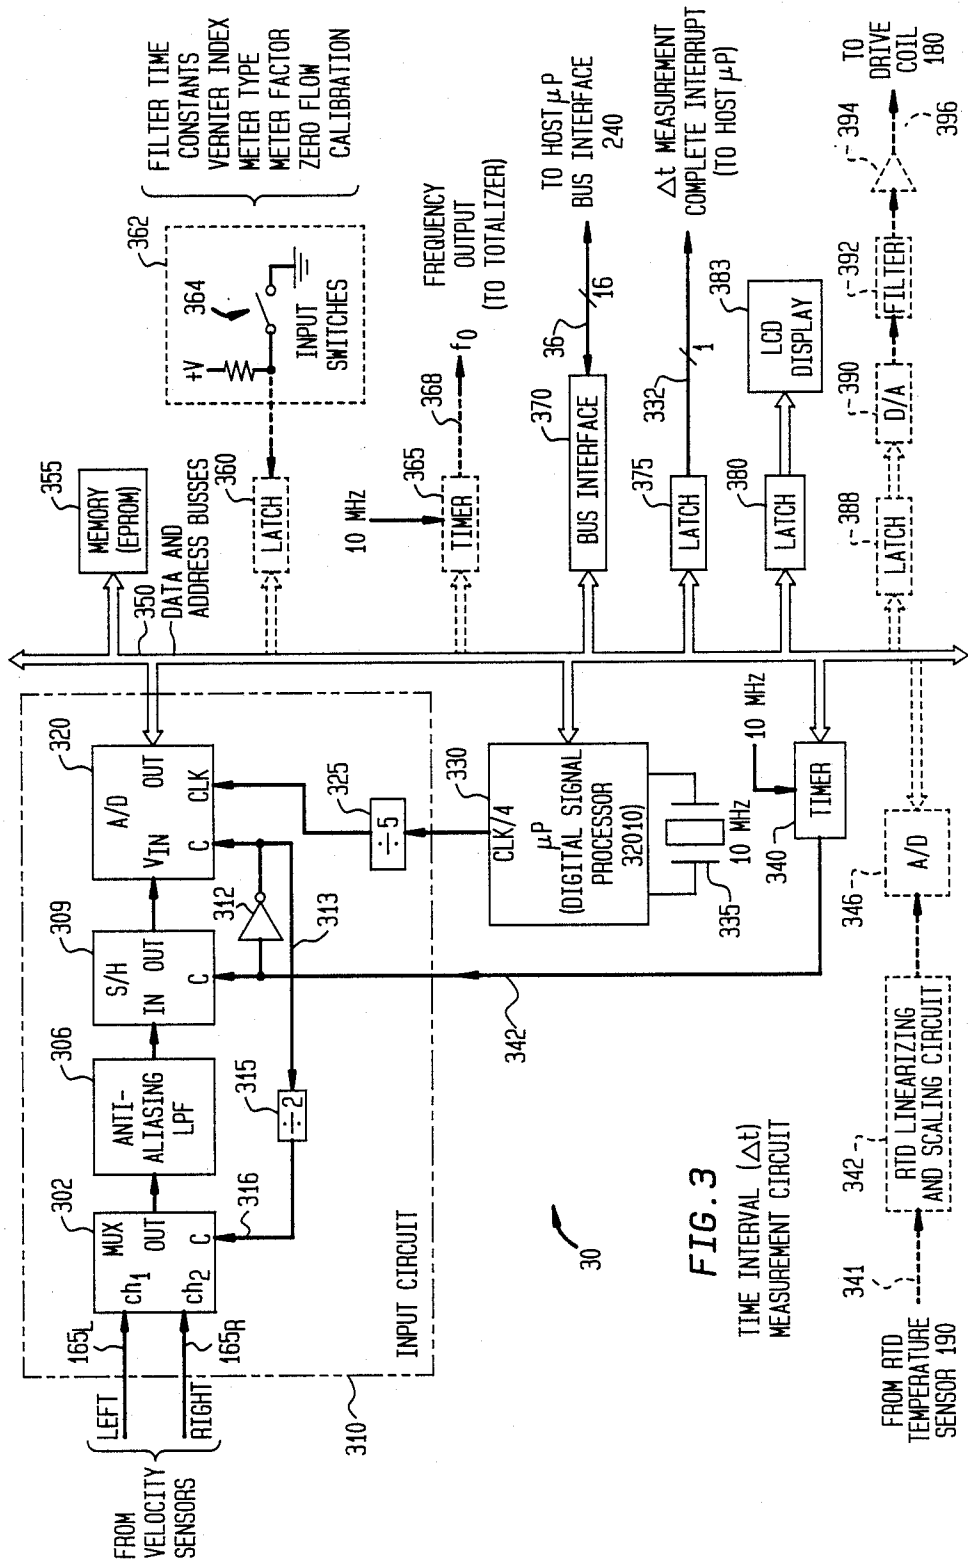 FROM
VELOCITY
SENSORS
LEFT
RIGHT
165L
165R
302
MUX
ch1
ch2
OUT
C
306
ANTI-
ALIASING
LPF
309
S/H
IN OUT
C
320
A/D
VIN
OUT
C
CLK
312
313
315
÷ 2
316
325
÷ 5
INPUT CIRCUIT
310
330
CLK/4
μP
(DIGITAL SIGNAL
PROCESSOR
32010)
10 MHz
335
10 MHz
340
TIMER
342
30
FIG.3
TIME INTERVAL (Δt)
MEASUREMENT CIRCUIT
FROM RTD
TEMPERATURE
SENSOR 190
341
342
RTD LINEARIZING
AND SCALING CIRCUIT
346
A/D
350
DATA AND
ADDRESS BUSSES
355
MEMORY
(EPROM)
360
LATCH
362
+V
364
INPUT
SWITCHES
FILTER TIME
CONSTANTS
VERNIER INDEX
METER TYPE
METER FACTOR
ZERO FLOW
CALIBRATION
10 MHz
365
TIMER
368
f0
FREQUENCY
OUTPUT
(TO TOTALIZER)
370
BUS INTERFACE
36
16
TO HOST μP
BUS INTERFACE
240
375
LATCH
332
1
Δt MEASUREMENT
COMPLETE INTERRUPT
(TO HOST μP)
380
LATCH
383
LCD
DISPLAY
388
LATCH
390
D/A
392
FILTER
394
396
TO
DRIVE
COIL
180